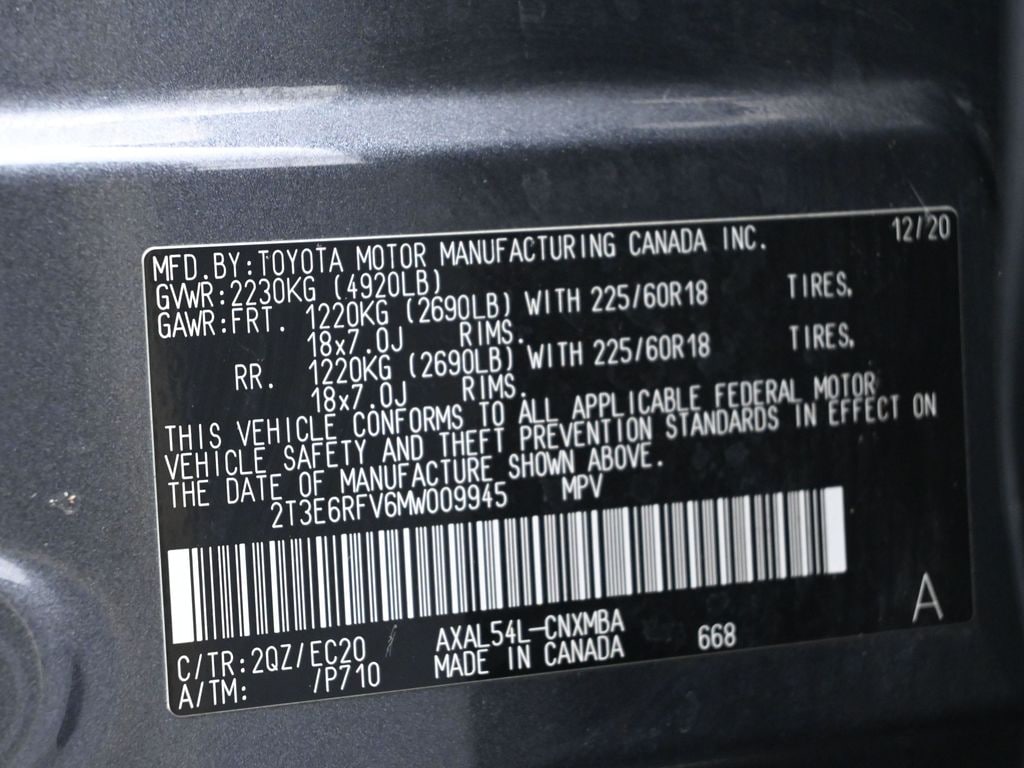 12/20
MFD.BY:TOYOTA MOTOR MANUFACTURING CANADA INC.
GVWR:2230KG (4920LB)
GAWR:FRT. 1220KG (2690LB) WITH 225/60R18 TIRES,
18x7.0J RIMS.
RR. 1220KG (2690LB) WITH 225/60R18 TIRES,
18x7.0J RIMS.
THIS VEHICLE CONFORMS TO ALL APPLICABLE FEDERAL MOTOR
VEHICLE SAFETY AND THEFT PREVENTION STANDARDS IN EFFECT ON
THE DATE OF MANUFACTURE SHOWN ABOVE.
2T3E6RFV6MW009945 MPV
C/TR:2QZ/EC20 AXAL54L-CNXMBA 668 A
A/TM: /P710 MADE IN CANADA